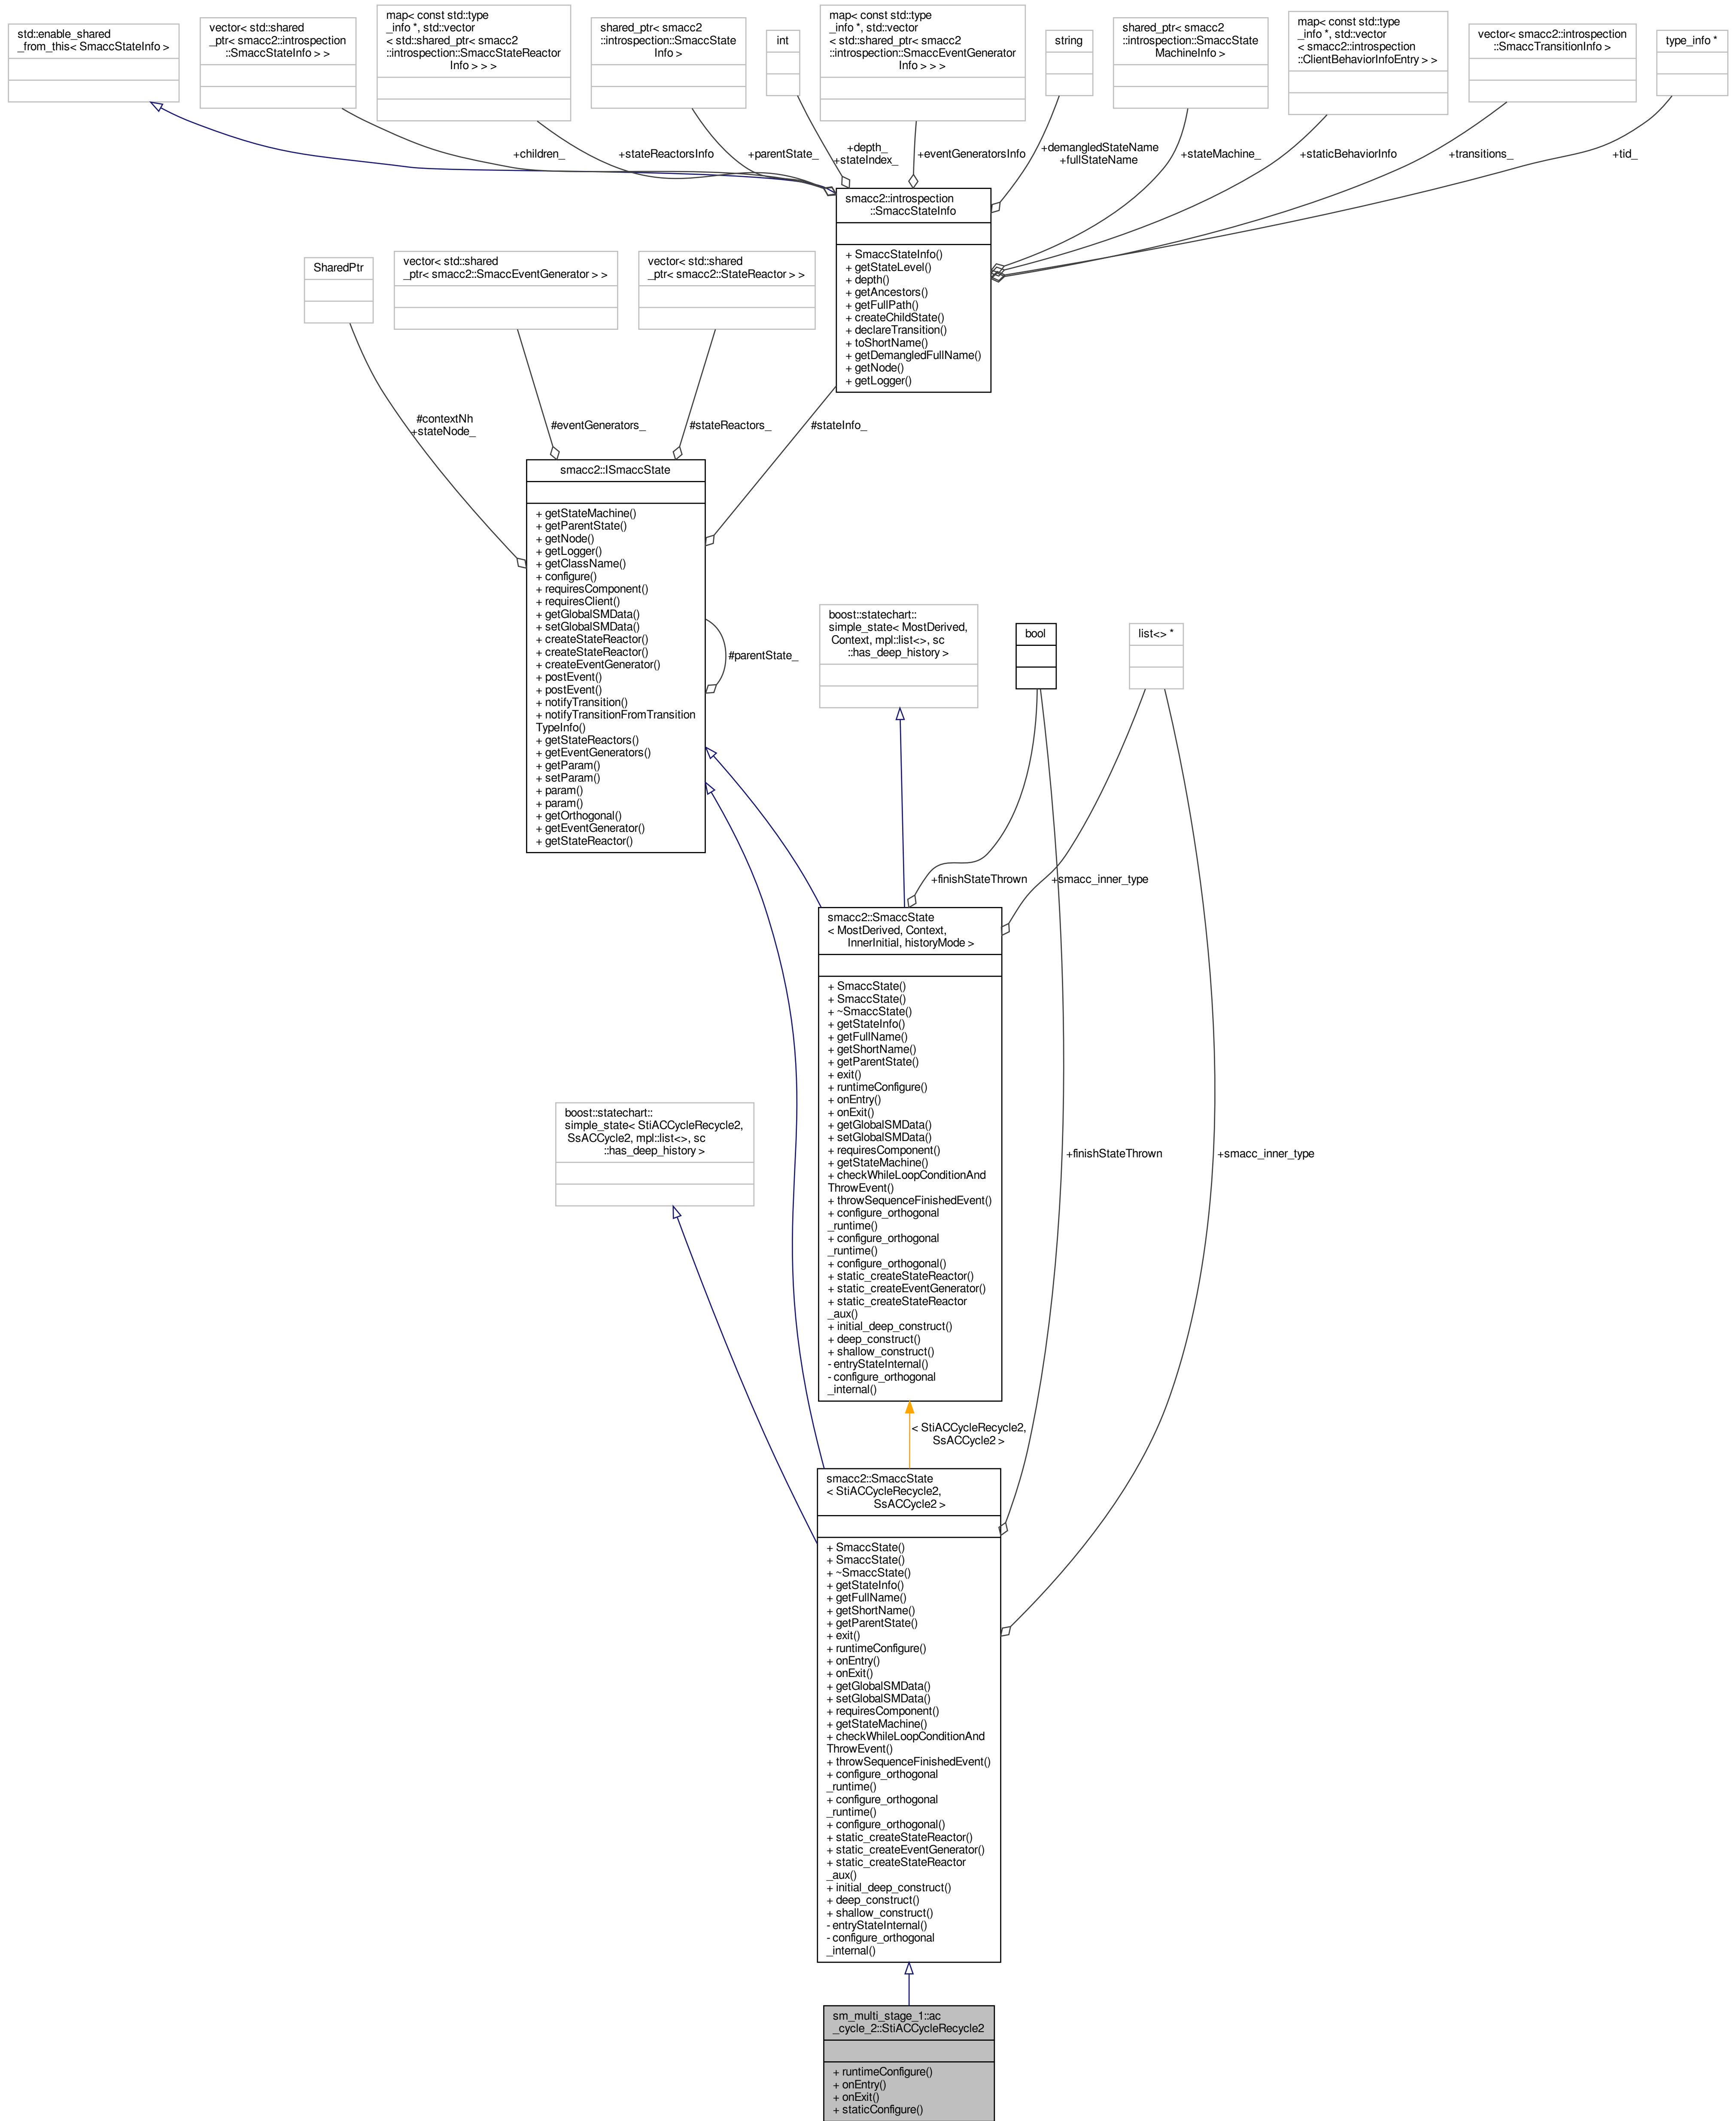 std::enable_shared
_from_this< SmaccStateInfo >
vector< std::shared
_ptr< smacc2::introspection
::SmaccStateInfo > >
map< const std::type
_info *, std::vector
< std::shared_ptr< smacc2
::introspection::SmaccStateReactor
Info > > >
shared_ptr< smacc2
::introspection::SmaccState
Info >
int
map< const std::type
_info *, std::vector
< std::shared_ptr< smacc2
::introspection::SmaccEventGenerator
Info > > >
string
shared_ptr< smacc2
::introspection::SmaccState
MachineInfo >
map< const std::type
_info *, std::vector
< smacc2::introspection
::ClientBehaviorInfoEntry > >
vector< smacc2::introspection
::SmaccTransitionInfo >
type_info *
+children_
+stateReactorsInfo
+parentState_
+depth_
+stateIndex_
+eventGeneratorsInfo
+demangledStateName
+fullStateName
+stateMachine_
+staticBehaviorInfo
+transitions_
+tid_
smacc2::introspection
::SmaccStateInfo
+ SmaccStateInfo()
+ getStateLevel()
+ depth()
+ getAncestors()
+ getFullPath()
+ createChildState()
+ declareTransition()
+ toShortName()
+ getDemangledFullName()
+ getNode()
+ getLogger()
SharedPtr
vector< std::shared
_ptr< smacc2::SmaccEventGenerator > >
vector< std::shared
_ptr< smacc2::StateReactor > >
#contextNh
+stateNode_
#eventGenerators_
#stateReactors_
#stateInfo_
smacc2::ISmaccState
+ getStateMachine()
+ getParentState()
+ getNode()
+ getLogger()
+ getClassName()
+ configure()
+ requiresComponent()
+ requiresClient()
+ getGlobalSMData()
+ setGlobalSMData()
+ createStateReactor()
+ createStateReactor()
+ createEventGenerator()
+ postEvent()
+ postEvent()
+ notifyTransition()
+ notifyTransitionFromTransition
TypeInfo()
+ getStateReactors()
+ getEventGenerators()
+ getParam()
+ setParam()
+ param()
+ param()
+ getOrthogonal()
+ getEventGenerator()
+ getStateReactor()
#parentState_
boost::statechart::
simple_state< MostDerived,
Context, mpl::list<>, sc
::has_deep_history >
bool
list<> *
+finishStateThrown
+smacc_inner_type
smacc2::SmaccState
< MostDerived, Context,
InnerInitial, historyMode >
+ SmaccState()
+ SmaccState()
+ ~SmaccState()
+ getStateInfo()
+ getFullName()
+ getShortName()
+ getParentState()
+ exit()
+ runtimeConfigure()
+ onEntry()
+ onExit()
+ getGlobalSMData()
+ setGlobalSMData()
+ requiresComponent()
+ getStateMachine()
+ checkWhileLoopConditionAnd
ThrowEvent()
+ throwSequenceFinishedEvent()
+ configure_orthogonal
_runtime()
+ configure_orthogonal
_runtime()
+ configure_orthogonal()
+ static_createStateReactor()
+ static_createEventGenerator()
+ static_createStateReactor
_aux()
+ initial_deep_construct()
+ deep_construct()
+ shallow_construct()
- entryStateInternal()
- configure_orthogonal
_internal()
boost::statechart::
simple_state< StiACCycleRecycle2,
SsACCycle2, mpl::list<>, sc
::has_deep_history >
+finishStateThrown
+smacc_inner_type
< StiACCycleRecycle2,
SsACCycle2 >
smacc2::SmaccState
< StiACCycleRecycle2,
SsACCycle2 >
+ SmaccState()
+ SmaccState()
+ ~SmaccState()
+ getStateInfo()
+ getFullName()
+ getShortName()
+ getParentState()
+ exit()
+ runtimeConfigure()
+ onEntry()
+ onExit()
+ getGlobalSMData()
+ setGlobalSMData()
+ requiresComponent()
+ getStateMachine()
+ checkWhileLoopConditionAnd
ThrowEvent()
+ throwSequenceFinishedEvent()
+ configure_orthogonal
_runtime()
+ configure_orthogonal
_runtime()
+ configure_orthogonal()
+ static_createStateReactor()
+ static_createEventGenerator()
+ static_createStateReactor
_aux()
+ initial_deep_construct()
+ deep_construct()
+ shallow_construct()
- entryStateInternal()
- configure_orthogonal
_internal()
sm_multi_stage_1::ac
_cycle_2::StiACCycleRecycle2
+ runtimeConfigure()
+ onEntry()
+ onExit()
+ staticConfigure()